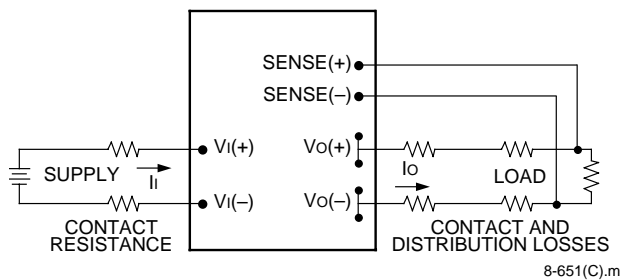 SENSE(+)
SENSE(–)
VI(+)
VO(+)
SUPPLY
II
IO
LOAD
VI(–)
VO(–)
CONTACT
RESISTANCE
CONTACT AND
DISTRIBUTION LOSSES
8-651(C).m